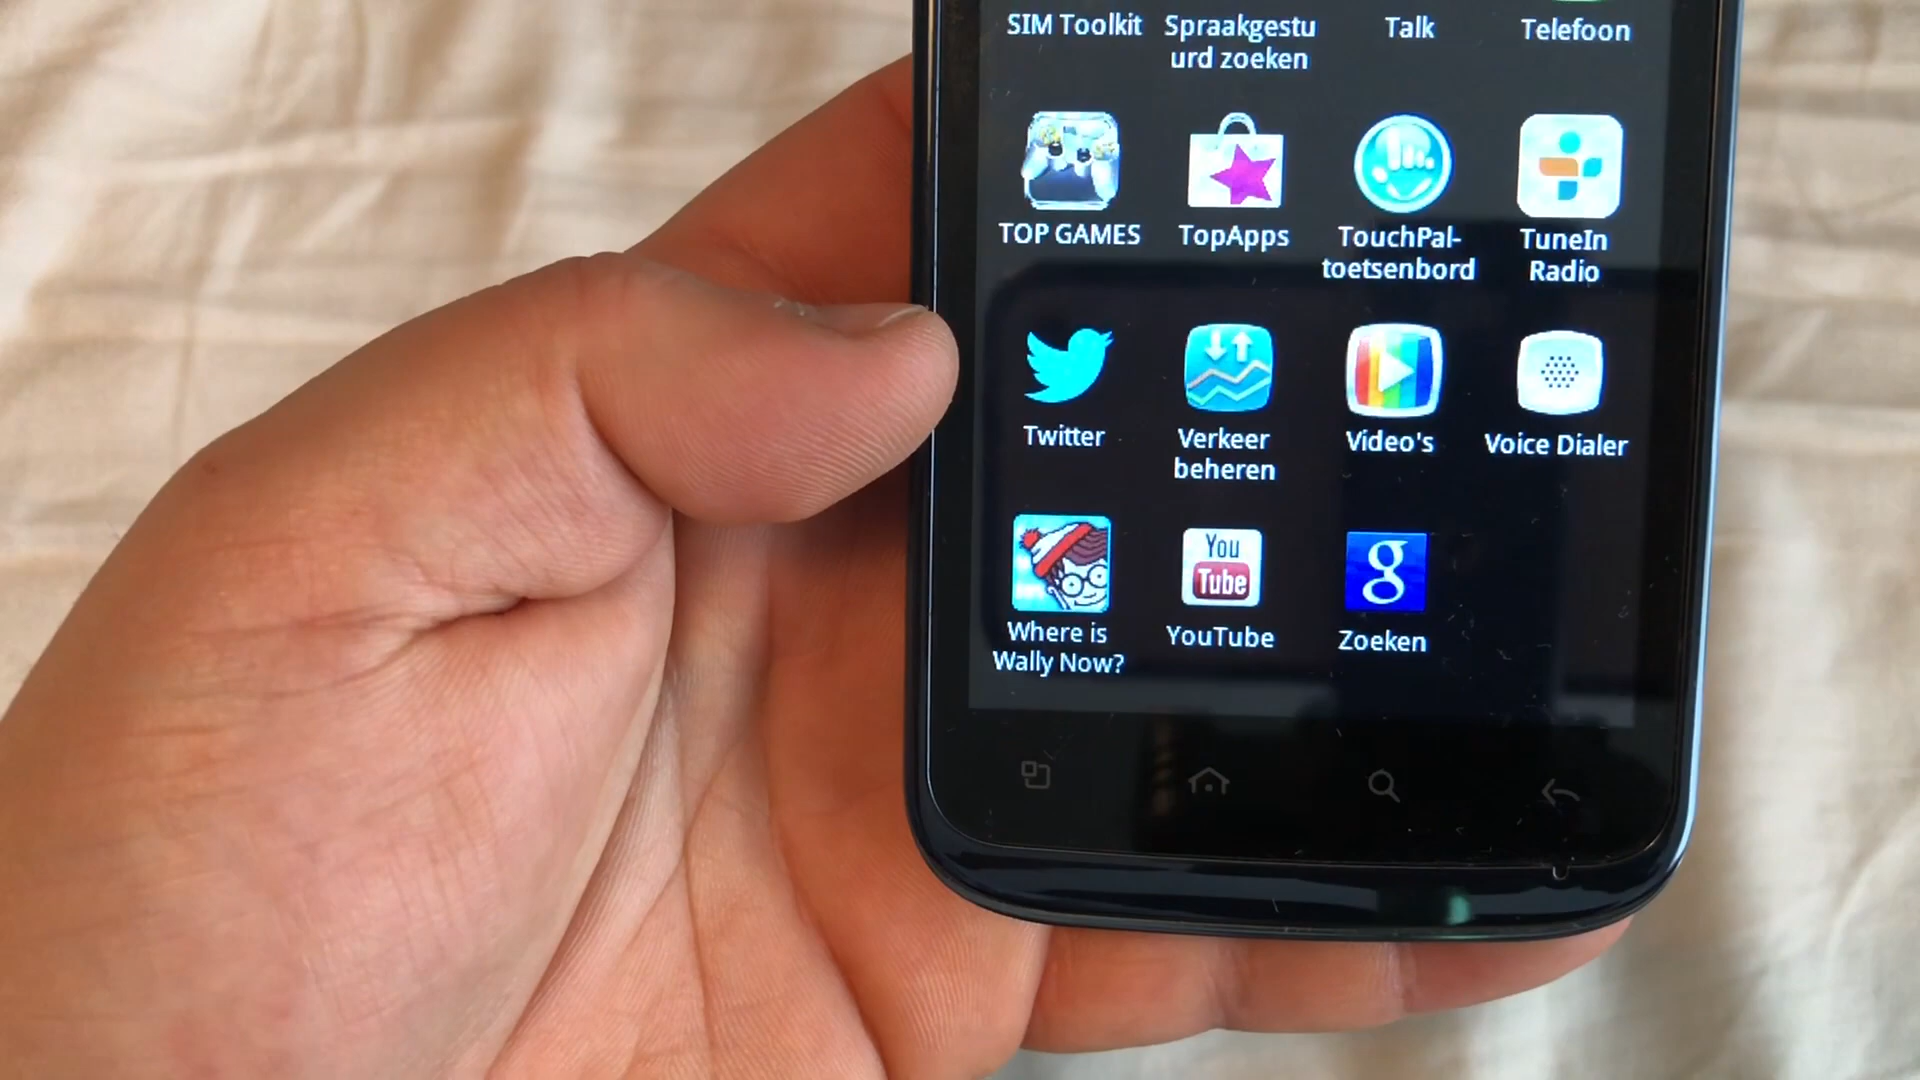 SIM Toolkit
Spraakgestu
urd zoeken
Talk
Telefoon
TOP GAMES
TopApps
TouchPal-
toetsenbord
TuneIn
Radio
Twitter
Verkeer
beheren
Video's
Voice Dialer
You
Tube
g
Where is
Wally Now?
YouTube
Zoeken